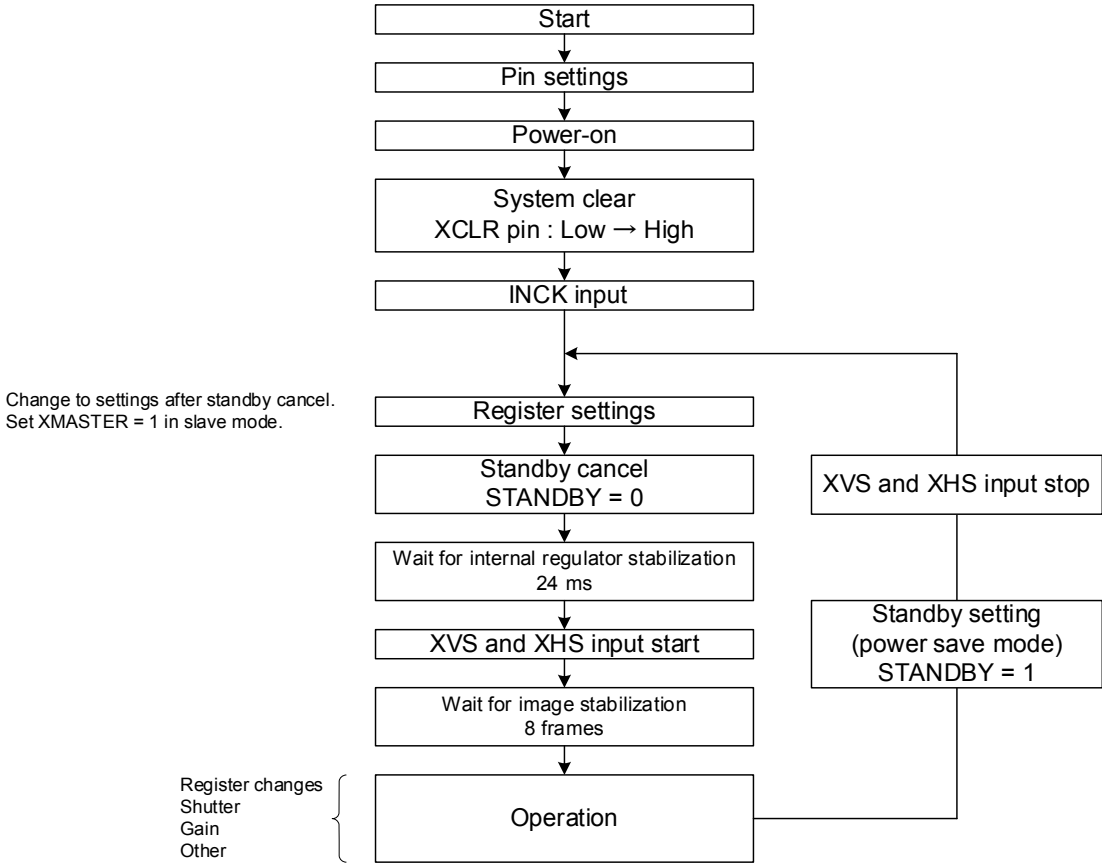 Start
Pin settings
Power-on
System clear
XCLR pin : Low → High
INCK input
Change to settings after standby cancel.
Set XMASTER = 1 in slave mode.
Register settings
Standby cancel
STANDBY = 0
Wait for internal regulator stabilization
24 ms
XVS and XHS input start
Wait for image stabilization
8 frames
Register changes
Shutter
Gain
Other
Operation
XVS and XHS input stop
Standby setting
(power save mode)
STANDBY = 1